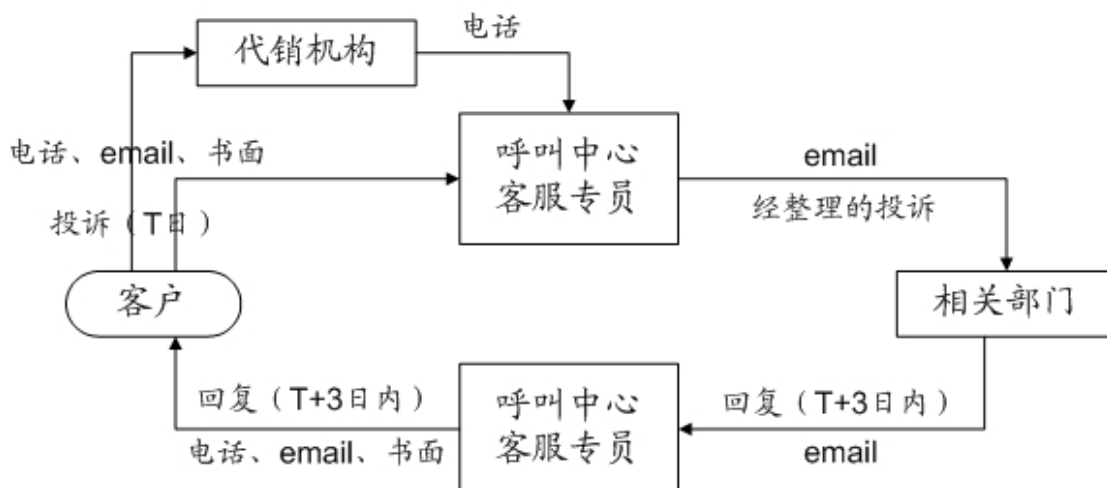 代销机构
电话
电话、email、书面
投诉（T日）
呼叫中心
客服专员
email
经整理的投诉
客户
相关部门
回复（T+3日内）
电话、email、书面
呼叫中心
客服专员
回复（T+3日内）
email